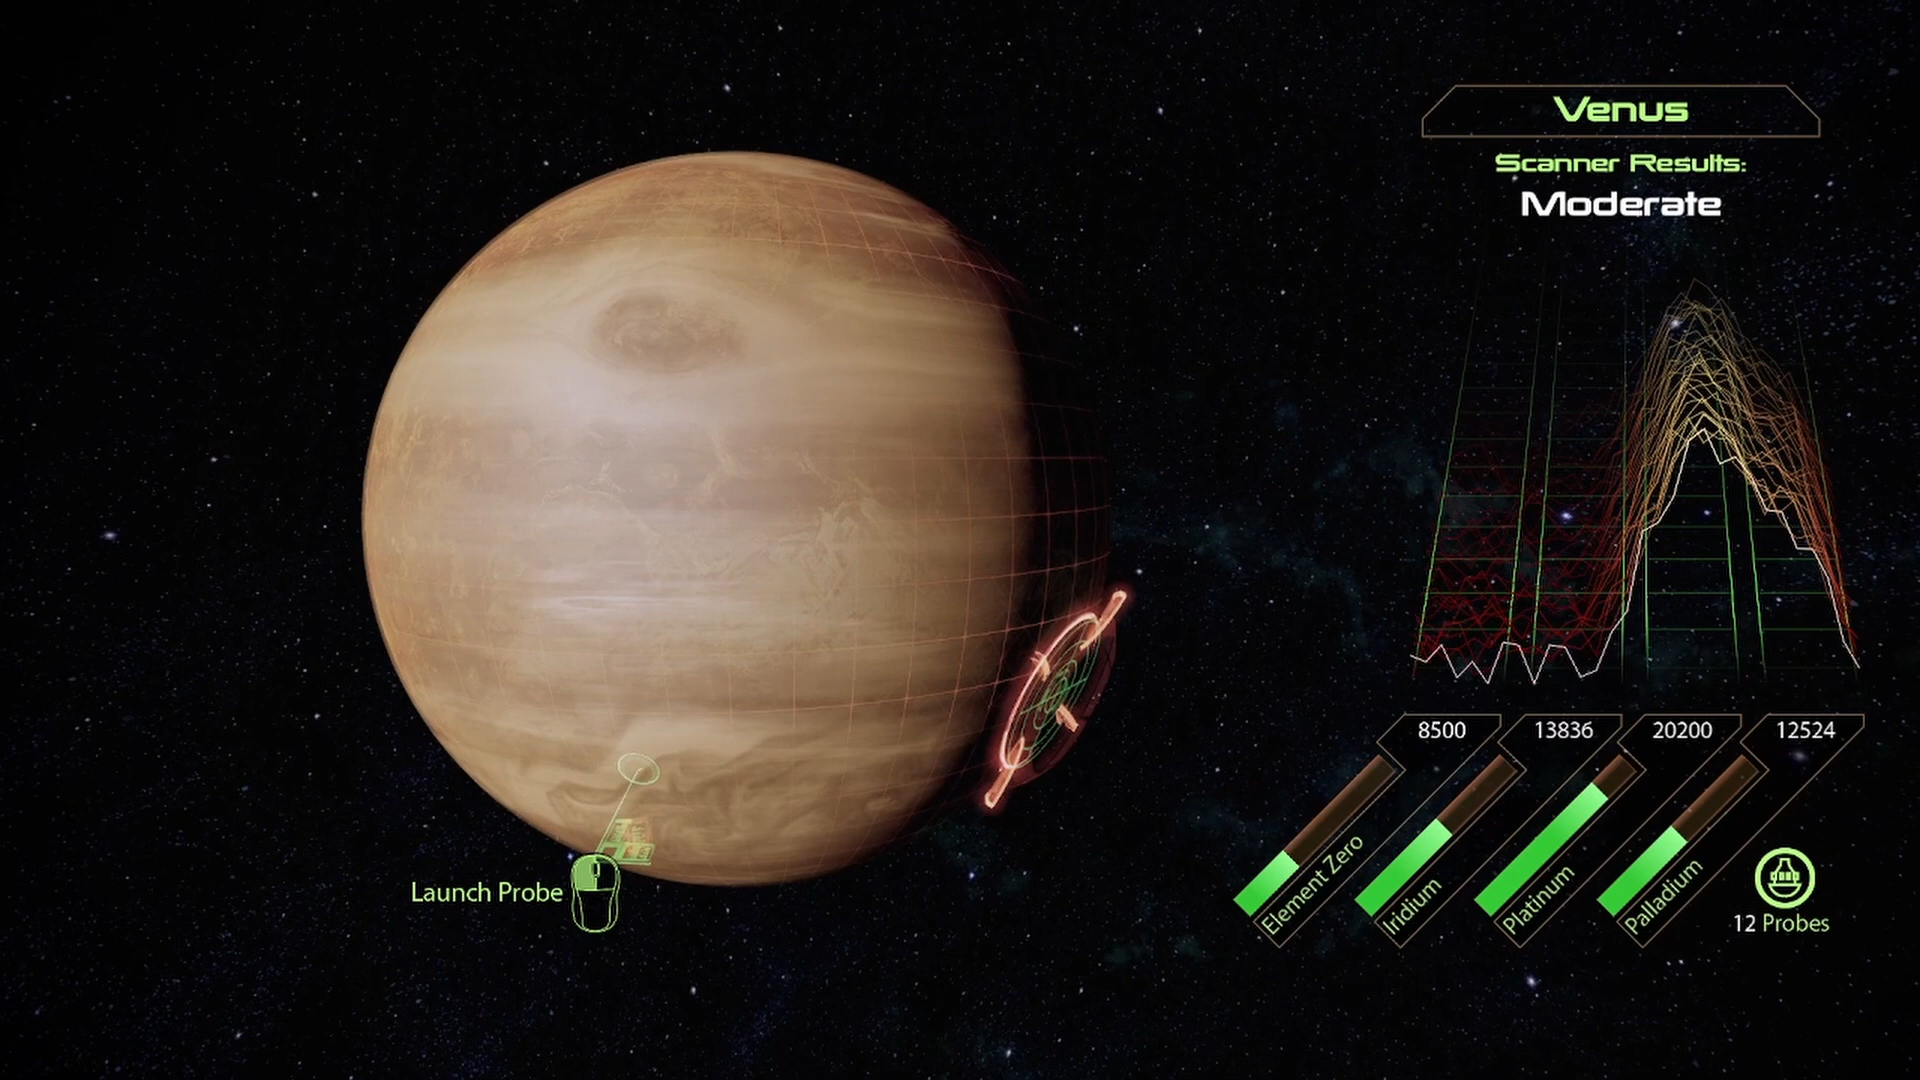 Venus
Scanner Results:
Moderate
8500
13836
20200
12524
Element Zero
Iridium
Platinum
Palladium
12 Probes
Launch Probe